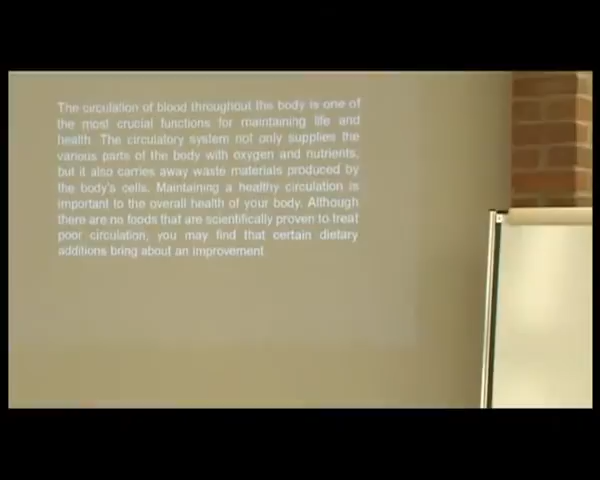 The circulation of blood throughout the body is one of
the most crucial functions for maintaining life and
health. The circulatory system not only supplies the
various parts of the body with oxygen and nutrients,
but it also carries away waste materials produced by
the body's cells. Maintaining a healthy circulation is
important to the overall health of your body. Although
there are no foods that are scientifically proven to treat
poor circulation, you may find that certain dietary
additions bring about an improvement